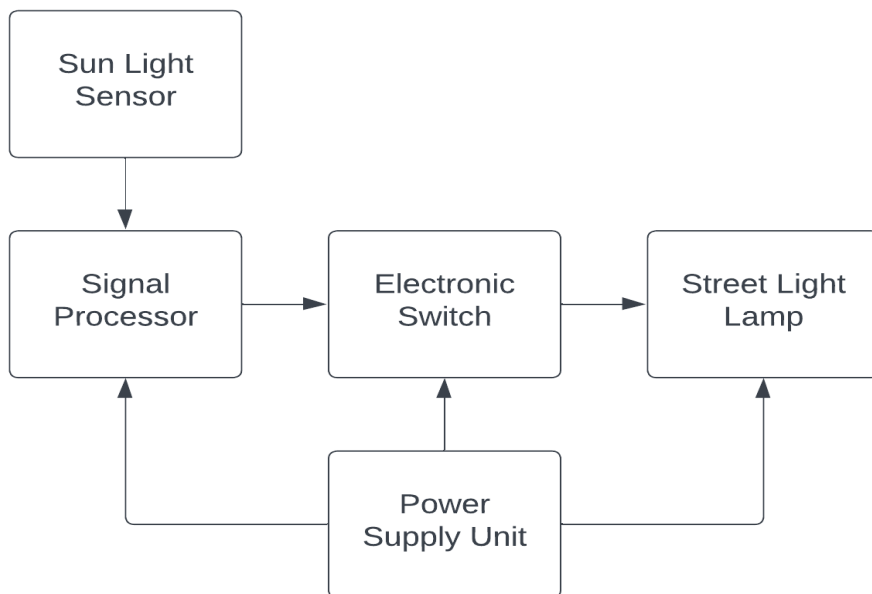 Sun Light
Sensor
Signal
Processor
Electronic
Switch
Street Light
Lamp
Power
Supply Unit